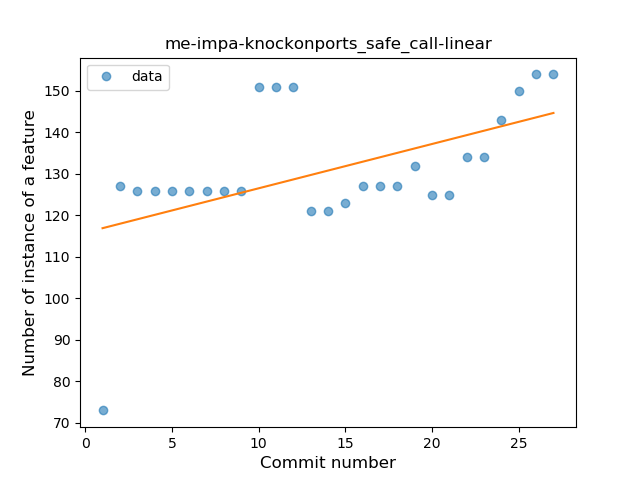 me-impa-knockonports_safe_call-linear
data
Number of instance of a feature
150
140
130
120
110
100
90
80
70
0 5 10 15 20 25
Commit number